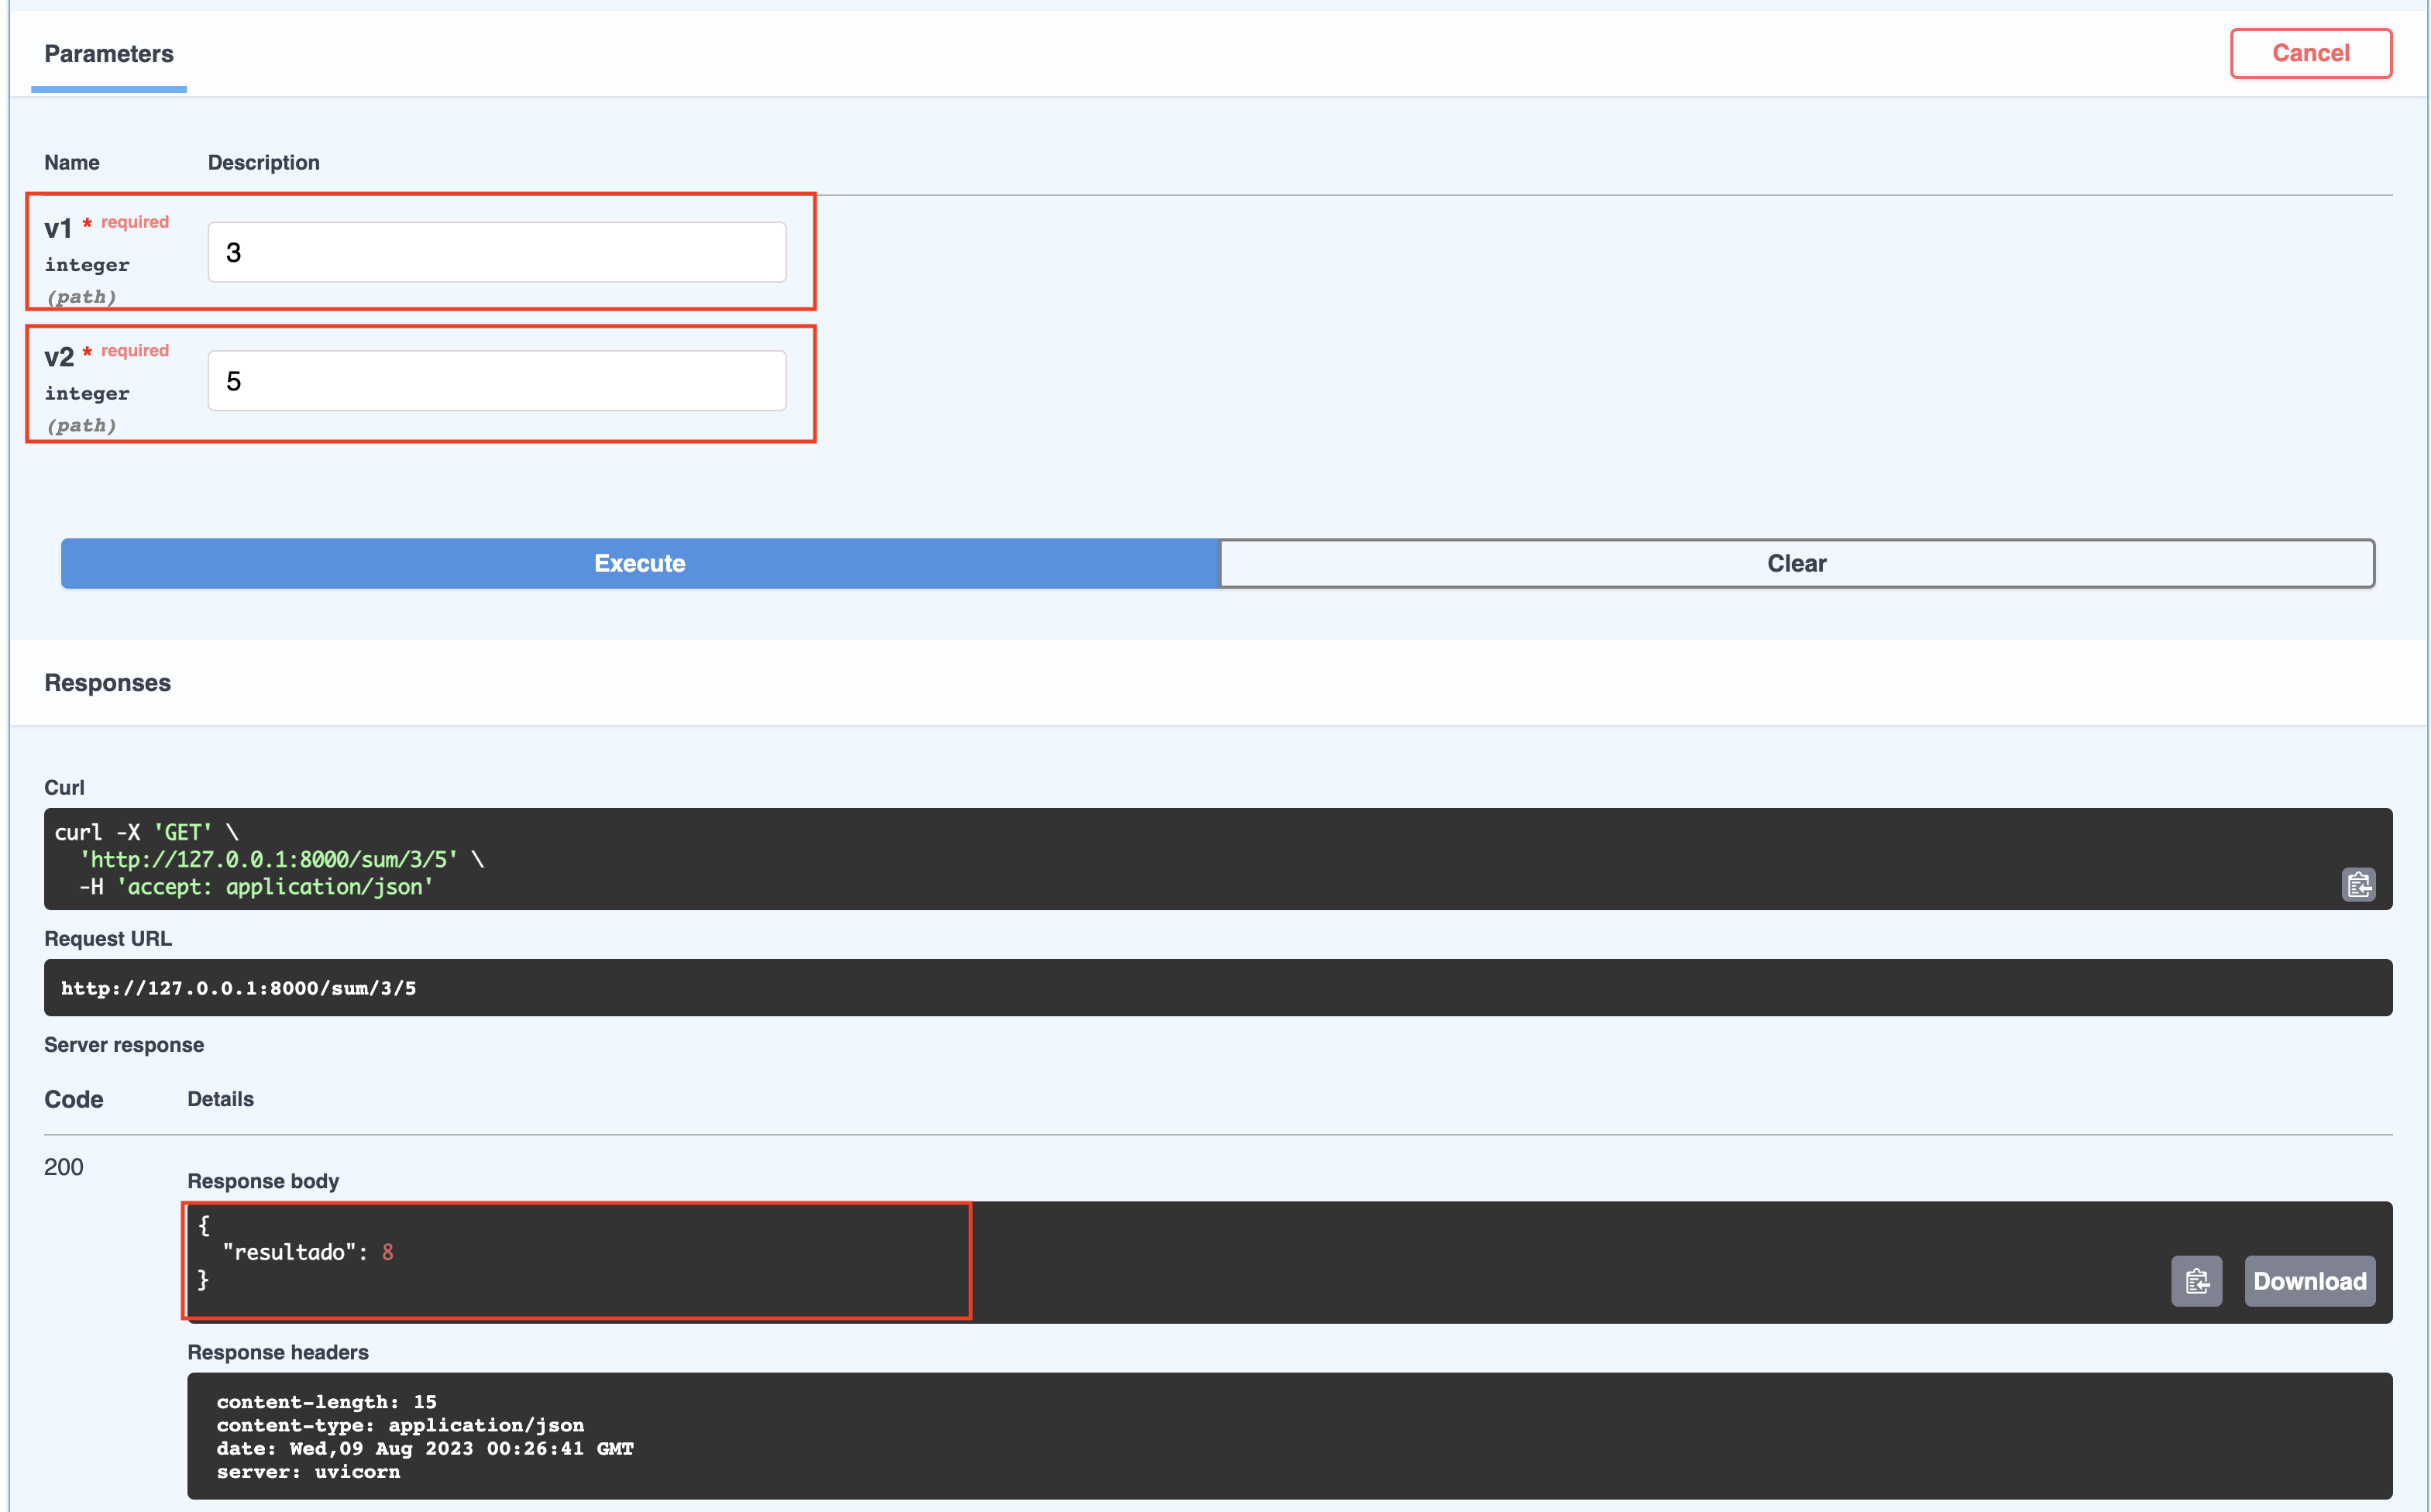 Parameters
Cancel
Name Description
v1 * required
integer
(path)
3
v2 * required
integer
(path)
5
Execute
Clear
Responses
Curl
curl -X 'GET' \
'http://127.0.0.1:8000/sum/3/5' \
-H 'accept: application/json'
Request URL
http://127.0.0.1:8000/sum/3/5
Server response
Code Details
200
Response body
{
"resultado": 8
}
Download
Response headers
content-length: 15
content-type: application/json
date: Wed,09 Aug 2023 00:26:41 GMT
server: uvicorn